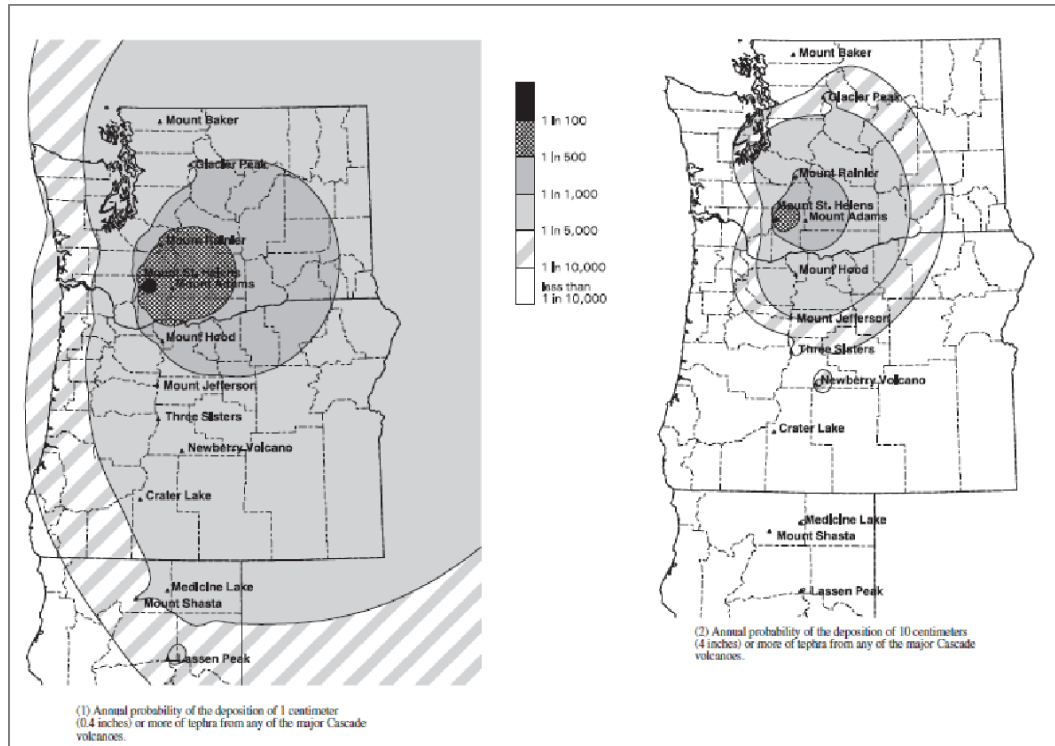 Mount Baker
Glacier Peak
Mount Rainier
Mount St. Helens
Mount Adams
Mount Hood
Mount Jefferson
Three Sisters
Newberry Volcano
Crater Lake
Medicine Lake
Mount Shasta
Lassen Peak
(1) Annual probability of the deposition of 1 centimeter
(0.4 inches) or more of tephra from any of the major Cascade
volcanoes.
1 in 100
1 in 500
1 in 1,000
1 in 5,000
1 in 10,000
less than
1 in 10,000
Mount Baker
Glacier Peak
Mount Rainier
Mount St. Helens
Mount Adams
Mount Hood
Mount Jefferson
Three Sisters
Newberry Volcano
Crater Lake
Medicine Lake
Mount Shasta
Lassen Peak
(2) Annual probability of the deposition of 10 centimeters
(4 inches) or more of tephra from any of the major Cascade
volcanoes.